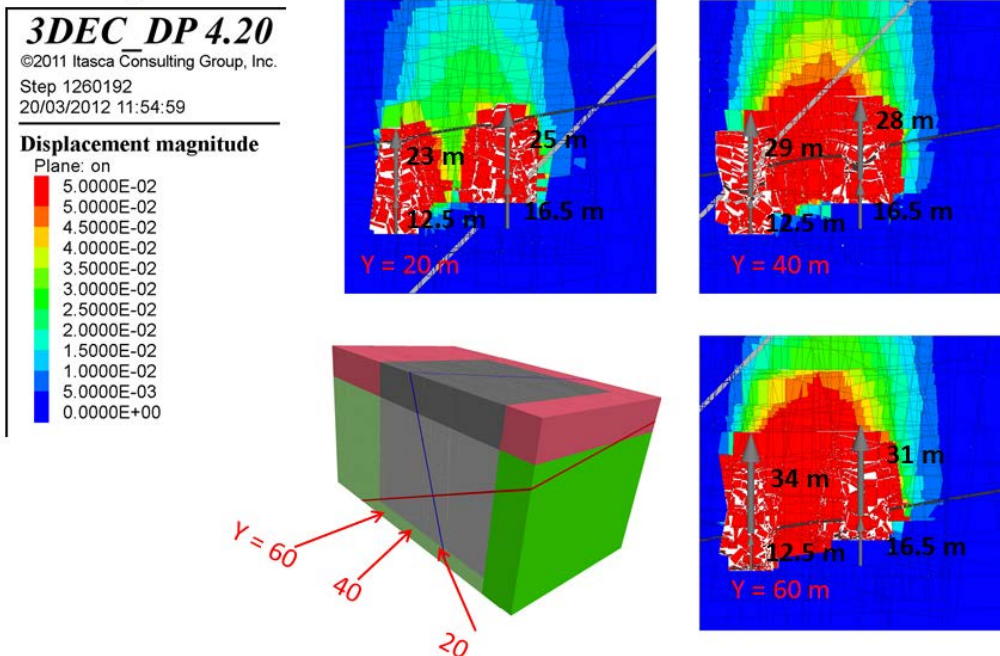 3DEC_DP 4.20
©2011 Itasca Consulting Group, Inc.
Step 1260192
20/03/2012 11:54:59
Displacement magnitude
Plane: on
5.0000E-02
5.0000E-02
4.5000E-02
4.0000E-02
3.5000E-02
3.0000E-02
2.5000E-02
2.0000E-02
1.5000E-02
1.0000E-02
5.0000E-03
0.0000E+00
23 m
25 m
12.5 m
16.5 m
Y = 20 m
29 m
28 m
12.5 m
16.5 m
Y = 40 m
Y = 60
40
20
34 m
31 m
12.5 m
16.5 m
Y = 60 m